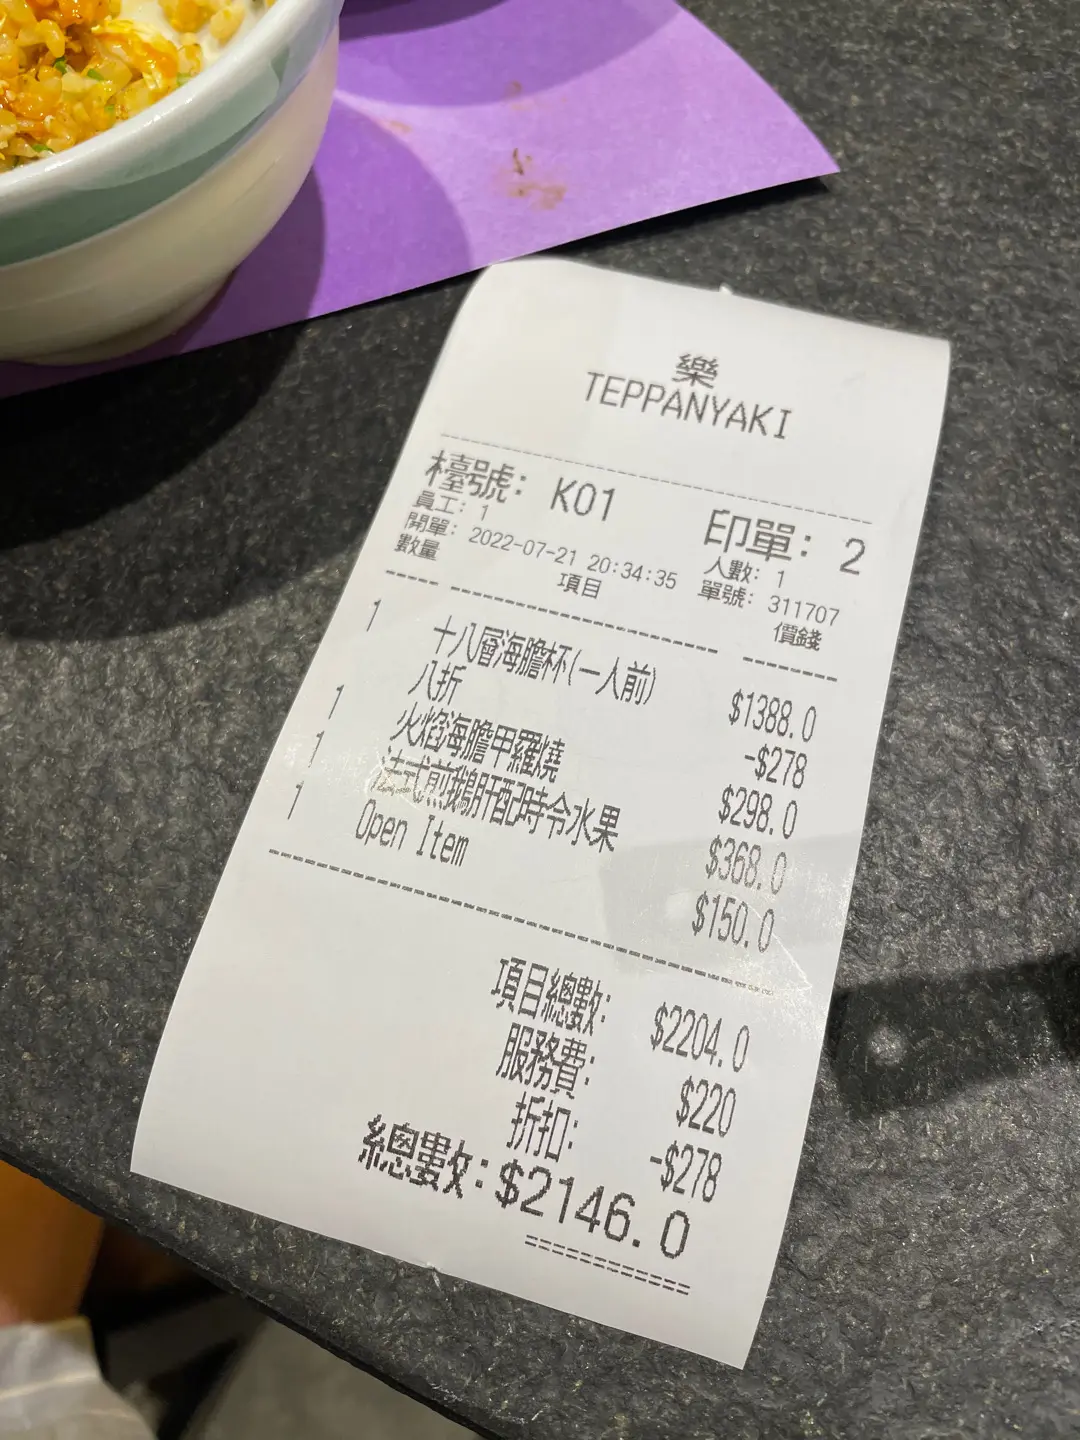 樂
TEPPANYAKI
檯號: K01 印單: 2
員工: 1 人數: 1
開單: 2022-07-21 20:34:35 單號: 311707
數量 項目 價錢
1 十八層海膽杯(一人前) $1388.0
八折 -$278
1 火焰海膽甲羅燒 $298.0
1 法式煎鵝肝配時令水果 $368.0
1 Open Item $150.0
項目總數: $2204.0
服務費: $220
折扣: -$278
總數: $2146.0